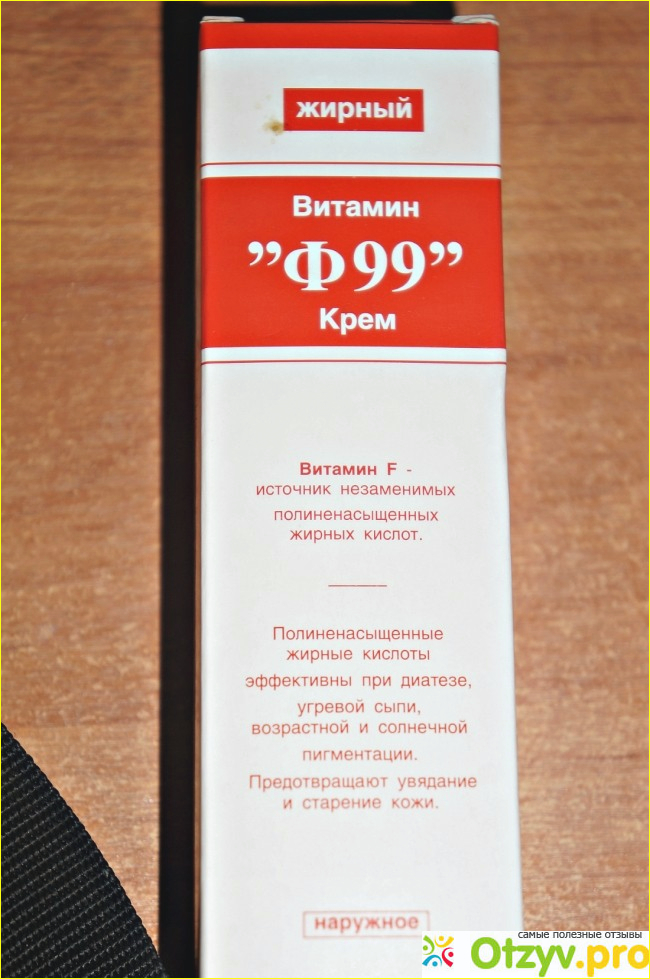 жирный
Витамин
”Ф99”
Крем
Витамин F -
источник незаменимых
полиненасыщенных
жирных кислот.
Полиненасыщенные
жирные кислоты
эффективны при диатезе,
угревой сыпи,
возрастной и солнечной
пигментации.
Предотвращают увядание
и старение кожи.
наружное
самые полезные отзывы
Otzyv.pro